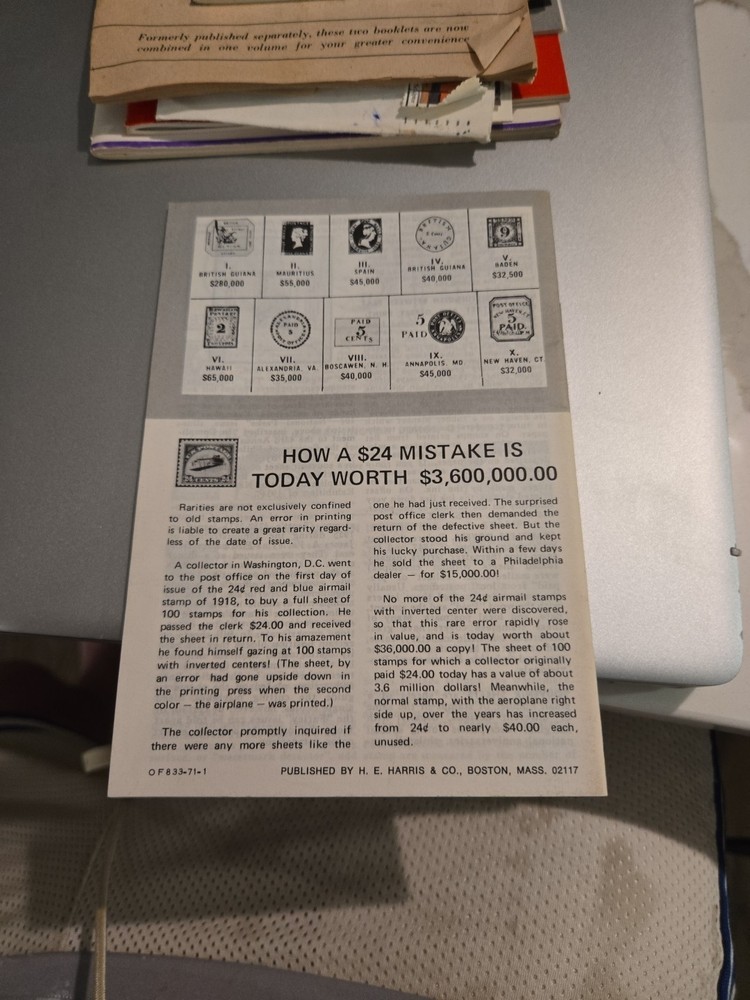 Formerly published separately, these two booklets are now
combined in one volume for your greater convenience
I.
BRITISH GUIANA
$280,000
II.
MAURITIUS
$55,000
III.
SPAIN
$45,000
IV.
BRITISH GUIANA
$40,000
9
V.
BADEN
$32,500
2
VI.
HAWAII
$65,000
PAID
5
VII.
ALEXANDRIA, VA.
$35,000
PAID
5
CENTS
VIII.
BOSCAWEN, N. H.
$40,000
5
PAID
IX.
ANNAPOLIS, MD.
$45,000
POST OFFICE
NEW HAVEN, CT.
5
PAID.
X.
NEW HAVEN, CT.
$32,000
HOW A $24 MISTAKE IS
TODAY WORTH $3,600,000.00
Rarities are not exclusively confined
to old stamps. An error in printing
is liable to create a great rarity regard-
less of the date of issue.
A collector in Washington, D.C. went
to the post office on the first day of
issue of the 24¢ red and blue airmail
stamp of 1918, to buy a full sheet of
100 stamps for his collection. He
passed the clerk $24.00 and received
the sheet in return. To his amazement
he found himself gazing at 100 stamps
with inverted centers! (The sheet, by
an error had gone upside down in
the printing press when the second
color — the airplane — was printed.)
The collector promptly inquired if
there were any more sheets like the
one he had just received. The surprised
post office clerk then demanded the
return of the defective sheet. But the
collector stood his ground and kept
his lucky purchase. Within a few days
he sold the sheet to a Philadelphia
dealer — for $15,000.00!
No more of the 24¢ airmail stamps
with inverted center were discovered,
so that this rare error rapidly rose
in value, and is today worth about
$36,000.00 a copy! The sheet of 100
stamps for which a collector originally
paid $24.00 today has a value of about
3.6 million dollars! Meanwhile, the
normal stamp, with the aeroplane right
side up, over the years has increased
from 24¢ to nearly $40.00 each,
unused.
OF833-71-1
PUBLISHED BY H. E. HARRIS & CO., BOSTON, MASS. 02117